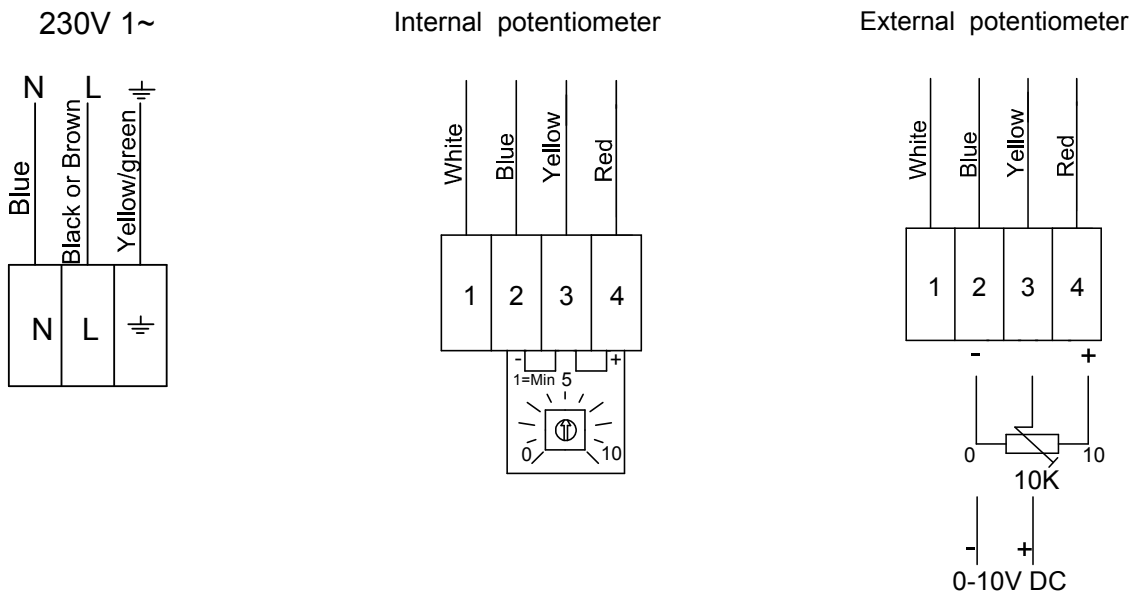 230V 1~
N L ⏚
Blue
Black or Brown
Yellow/green
N L ⏚
Internal potentiometer
White
Blue
Yellow
Red
1 2 3 4
- +
1=Min 5
0 10
External potentiometer
White
Blue
Yellow
Red
1 2 3 4
- +
0 10
10K
- +
0-10V DC